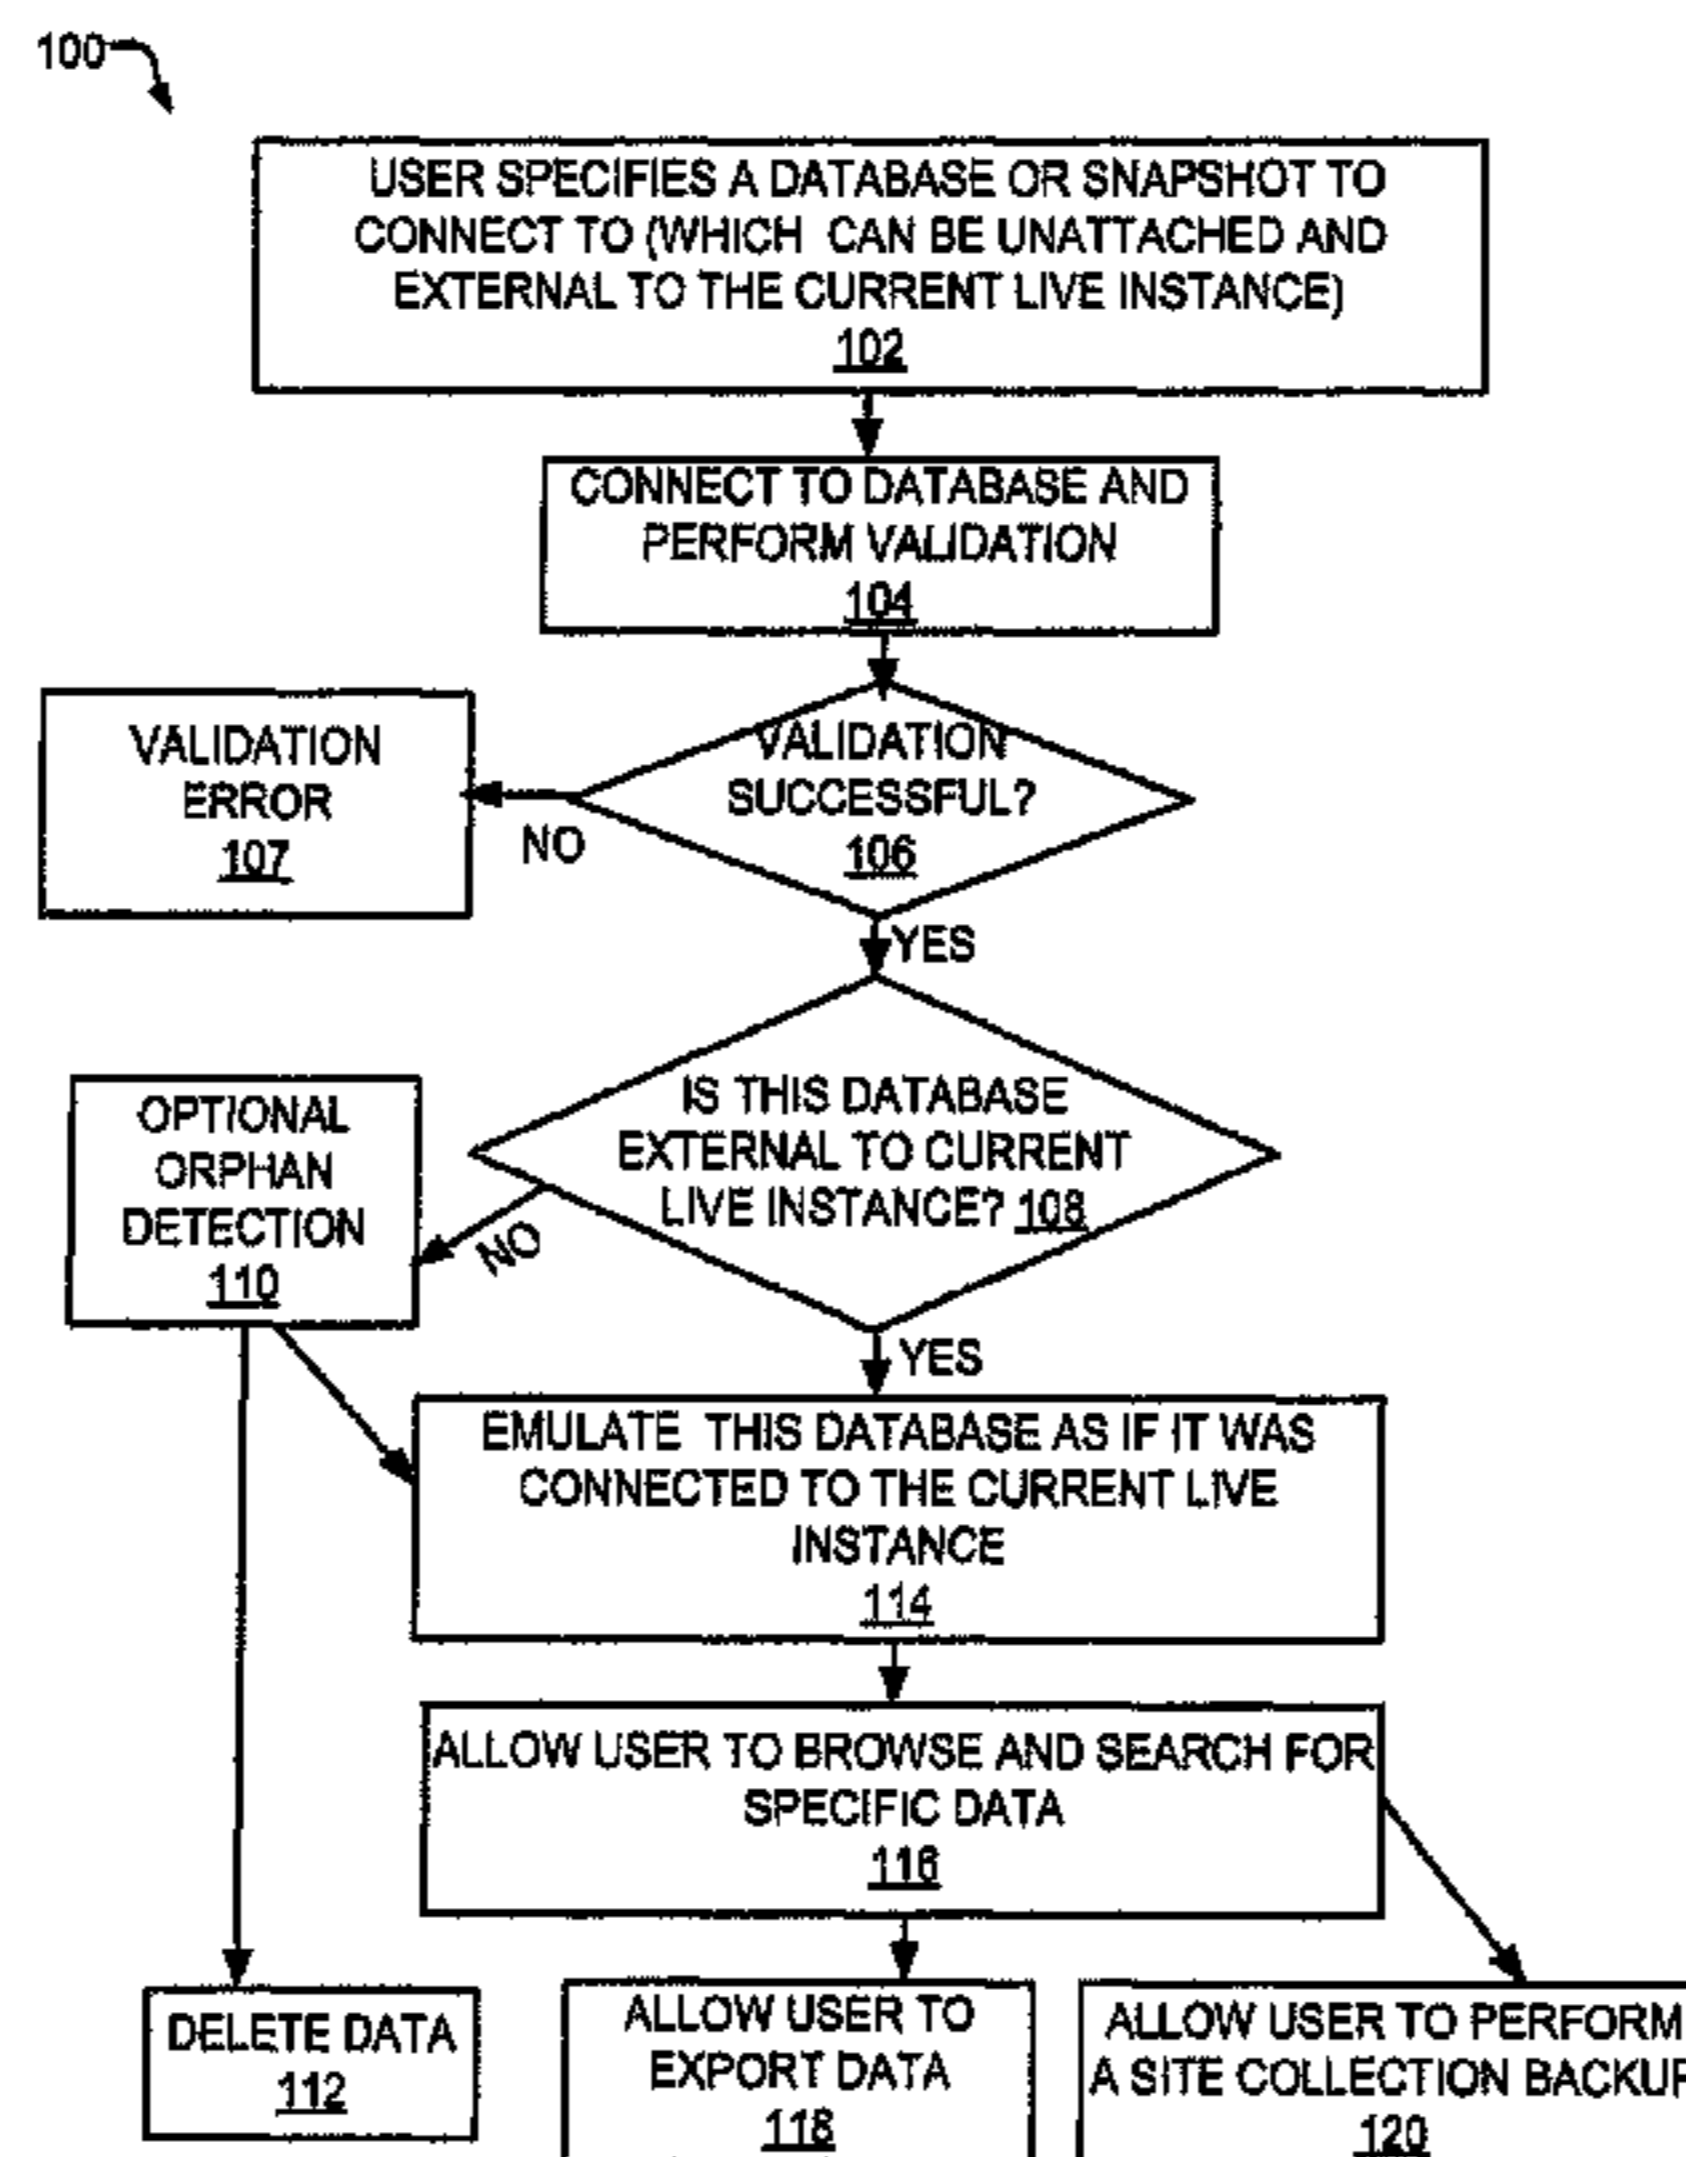 100
USER SPECIFIES A DATABASE OR SNAPSHOT TO
CONNECT TO (WHICH CAN BE UNATTACHED AND
EXTERNAL TO THE CURRENT LIVE INSTANCE)
102
CONNECT TO DATABASE AND
PERFORM VALIDATION
104
VALIDATION
SUCCESSFUL?
106
NO
VALIDATION
ERROR
107
YES
IS THIS DATABASE
EXTERNAL TO CURRENT
LIVE INSTANCE? 108
NO
OPTIONAL
ORPHAN
DETECTION
110
YES
EMULATE THIS DATABASE AS IF IT WAS
CONNECTED TO THE CURRENT LIVE
INSTANCE
114
ALLOW USER TO BROWSE AND SEARCH FOR
SPECIFIC DATA
116
DELETE DATA
112
ALLOW USER TO
EXPORT DATA
118
ALLOW USER TO PERFORM
A SITE COLLECTION BACKUP
120